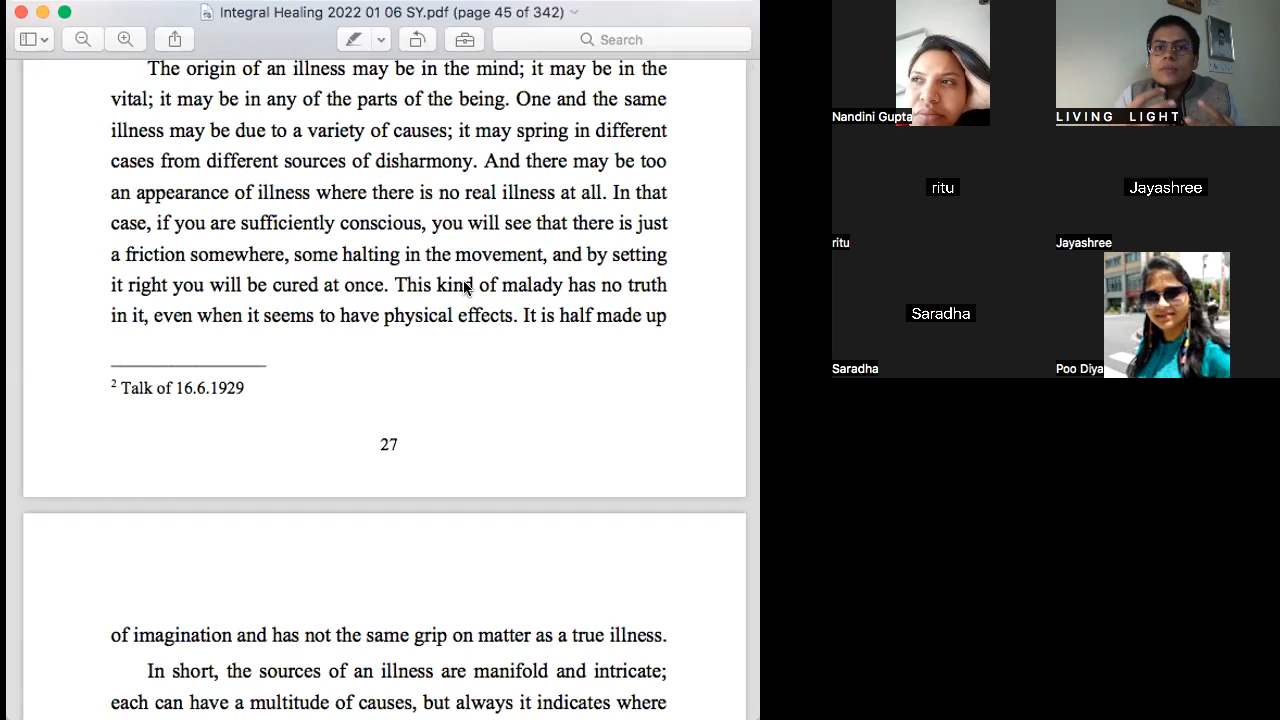 Integral Healing 2022 01 06 SY.pdf (page 45 of 342)
Search
The origin of an illness may be in the mind; it may be in the
vital; it may be in any of the parts of the being. One and the same
illness may be due to a variety of causes; it may spring in different
cases from different sources of disharmony. And there may be too
an appearance of illness where there is no real illness at all. In that
case, if you are sufficiently conscious, you will see that there is just
a friction somewhere, some halting in the movement, and by setting
it right you will be cured at once. This kind of malady has no truth
in it, even when it seems to have physical effects. It is half made up
2 Talk of 16.6.1929
27
of imagination and has not the same grip on matter as a true illness.
In short, the sources of an illness are manifold and intricate;
each can have a multitude of causes, but always it indicates where
Nandini Gupta
LIVING LIGHT
ritu
Jayashree
ritu
Jayashree
Saradha
Saradha
Poo Diya